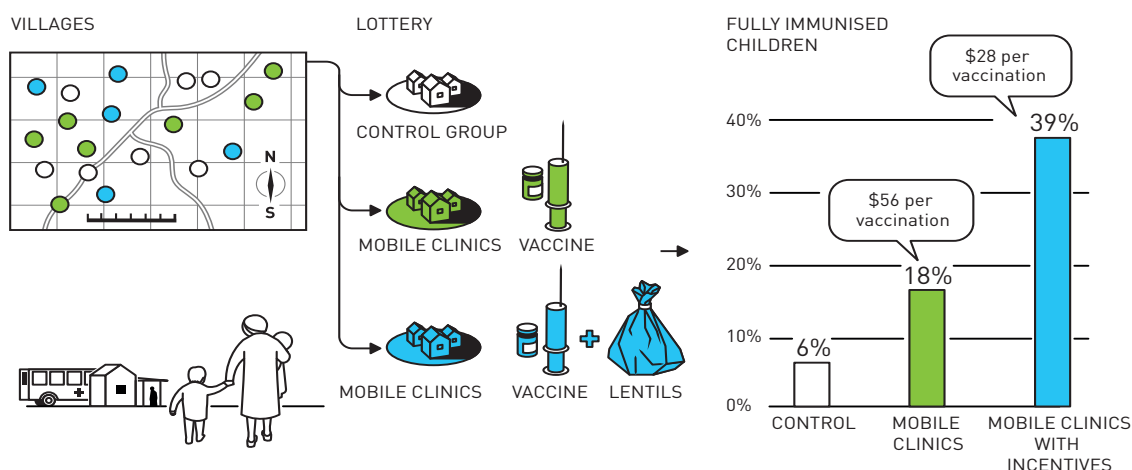 VILLAGES
N
S
LOTTERY
CONTROL GROUP
MOBILE CLINICS
VACCINE
MOBILE CLINICS
VACCINE
LENTILS
FULLY IMMUNISED
CHILDREN
$28 per
vaccination
40%
39%
30%
$56 per
vaccination
20%
18%
10%
6%
0%
CONTROL
MOBILE
CLINICS
MOBILE CLINICS
WITH
INCENTIVES